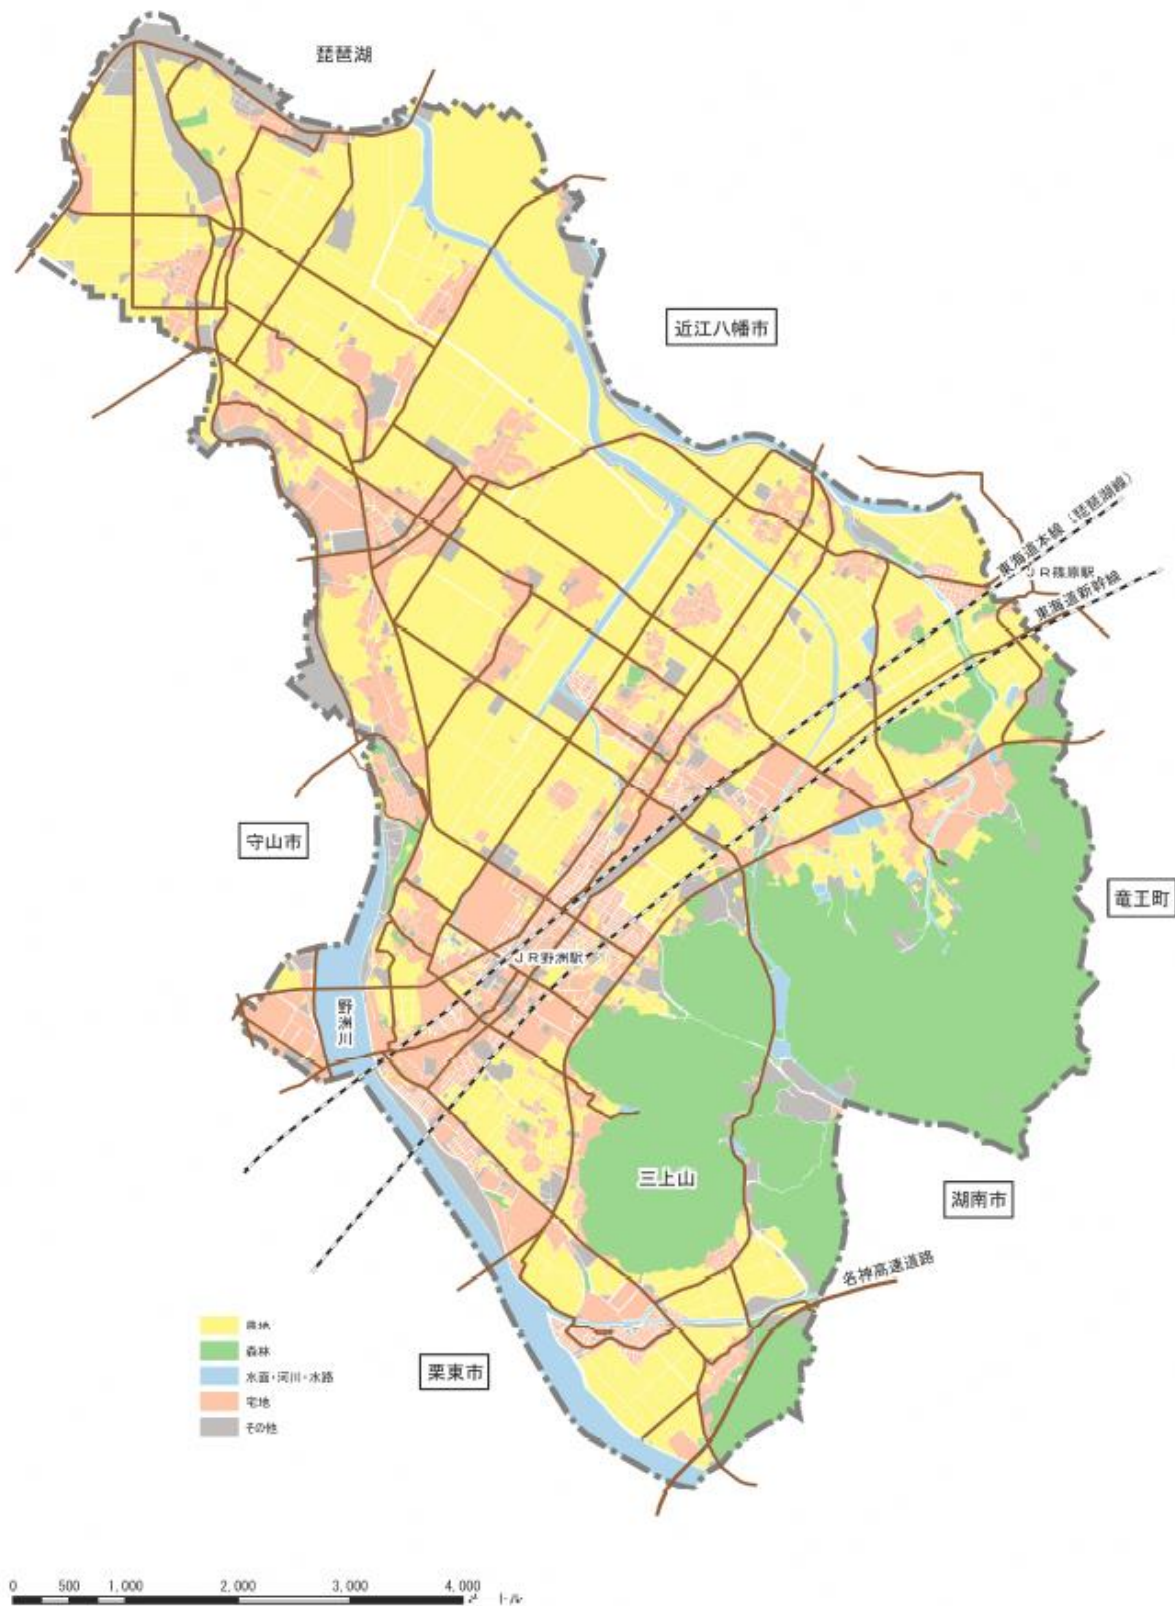 琵琶湖
近江八幡市
東海道本線（琵琶湖線）
JR篠原駅
東海道新幹線
守山市
竜王町
JR野洲駅
野洲川
三上山
湖南市
名神高速道路
栗東市
農地
森林
水面・河川・水路
宅地
その他
0 500 1,000 2,000 3,000 4,000
メートル